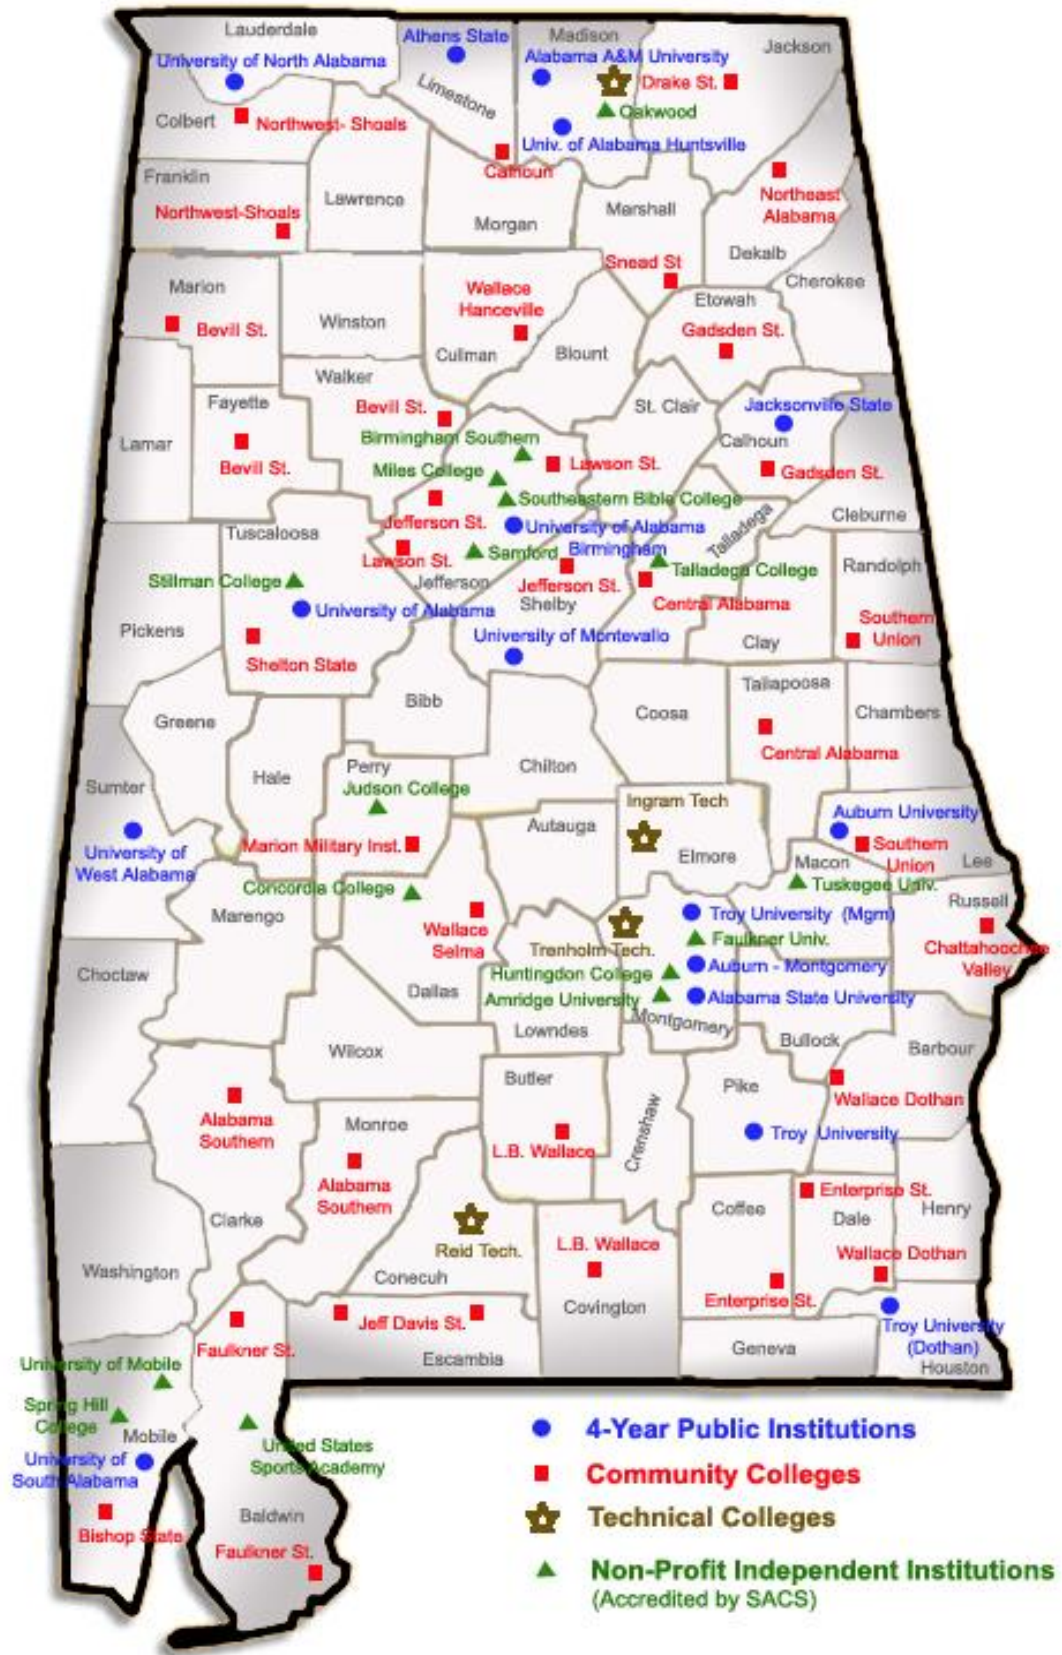 Lauderdale
Athens State
Madison
Jackson
University of North Alabama
Alabama A&M University
Limestone
Drake St.
Oakwood
Colbert
Northwest- Shoals
Univ. of Alabama Huntsville
Calhoun
Franklin
Lawrence
Northwest-Shoals
Morgan
Marshall
Northeast
Alabama
Dekalb
Cherokee
Snead St
Marion
Wallace
Hanceville
Etowah
Bevill St.
Winston
Gadsden St.
Cullman
Blount
Walker
Fayette
Bevill St.
St. Clair
Jacksonville State
Lamar
Birmingham Southern
Calhoun
Bevill St.
Miles College
Lawson St.
Gadsden St.
Southeastern Bible College
Jefferson St.
University of Alabama
Birmingham
Talladega
Cleburne
Tuscaloosa
Lawson St.
Samford
Jefferson
Jefferson St.
Talladega College
Randolph
Stillman College
Shelby
Central Alabama
University of Alabama
Southern
Union
Pickens
University of Montevallo
Clay
Shelton State
Bibb
Tallapoosa
Greene
Coosa
Chambers
Central Alabama
Hale
Perry
Chilton
Sumter
Judson College
Ingram Tech
Auburn University
Autauga
University of
West Alabama
Marion Military Inst.
Elmore
Southern
Union
Macon
Lee
Concordia College
Tuskegee Univ.
Marengo
Russell
Wallace
Selma
Troy University (Mgm)
Trenholm Tech.
Faulkner Univ.
Chattahoochee
Valley
Choctaw
Huntingdon College
Auburn - Montgomery
Dallas
Amridge University
Alabama State University
Montgomery
Lowndes
Bullock
Barbour
Wilcox
Butler
Pike
Wallace Dothan
Alabama
Southern
Monroe
Crenshaw
Troy University
L.B. Wallace
Alabama
Southern
Enterprise St.
Clarke
Coffee
Dale
Henry
Reid Tech.
L.B. Wallace
Wallace Dothan
Washington
Conecuh
Covington
Enterprise St.
Jeff Davis St.
Troy University
(Dothan)
Faulkner St.
Escambia
Geneva
Houston
University of Mobile
Spring Hill
College
Mobile
United States
Sports Academy
University of
South Alabama
Bishop State
Baldwin
Faulkner St.
4-Year Public Institutions
Community Colleges
Technical Colleges
Non-Profit Independent Institutions
(Accredited by SACS)